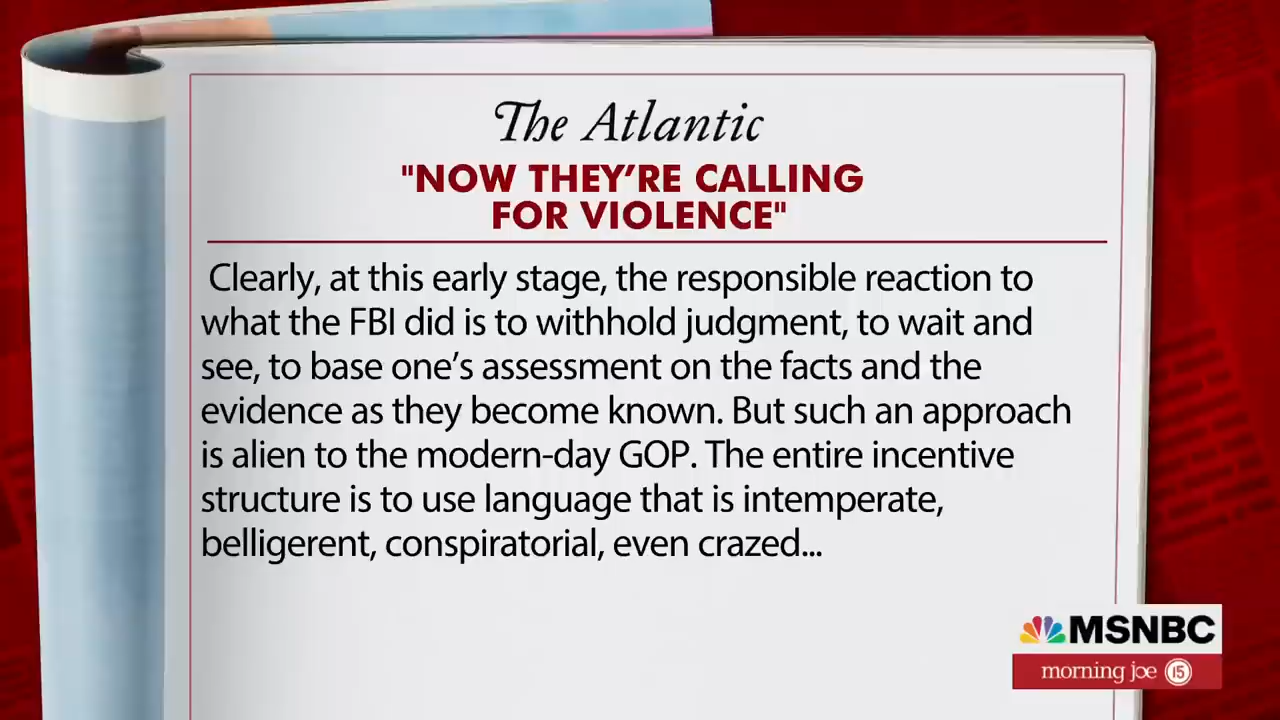 The Atlantic
"NOW THEY’RE CALLING
FOR VIOLENCE"
Clearly, at this early stage, the responsible reaction to
what the FBI did is to withhold judgment, to wait and
see, to base one’s assessment on the facts and the
evidence as they become known. But such an approach
is alien to the modern-day GOP. The entire incentive
structure is to use language that is intemperate,
belligerent, conspiratorial, even crazed...
MSNBC
morning joe 15